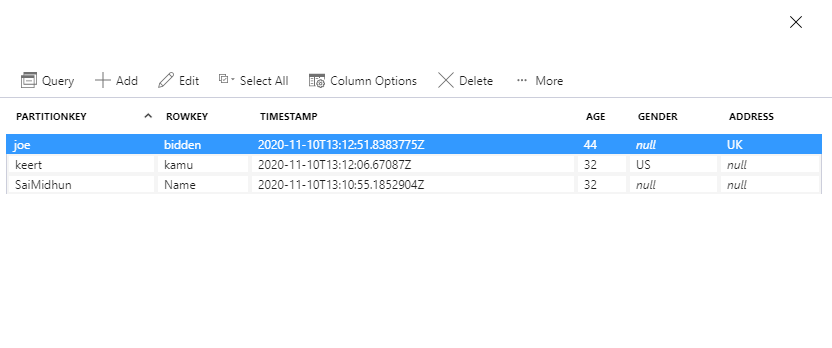 Query Add Edit Select All Column Options Delete ··· More
PARTITIONKEY ROWKEY TIMESTAMP AGE GENDER ADDRESS
joe bidden 2020-11-10T13:12:51.8383775Z 44 null UK
keert kamu 2020-11-10T13:12:06.67087Z 32 US null
SaiMidhun Name 2020-11-10T13:10:55.1852904Z 32 null null